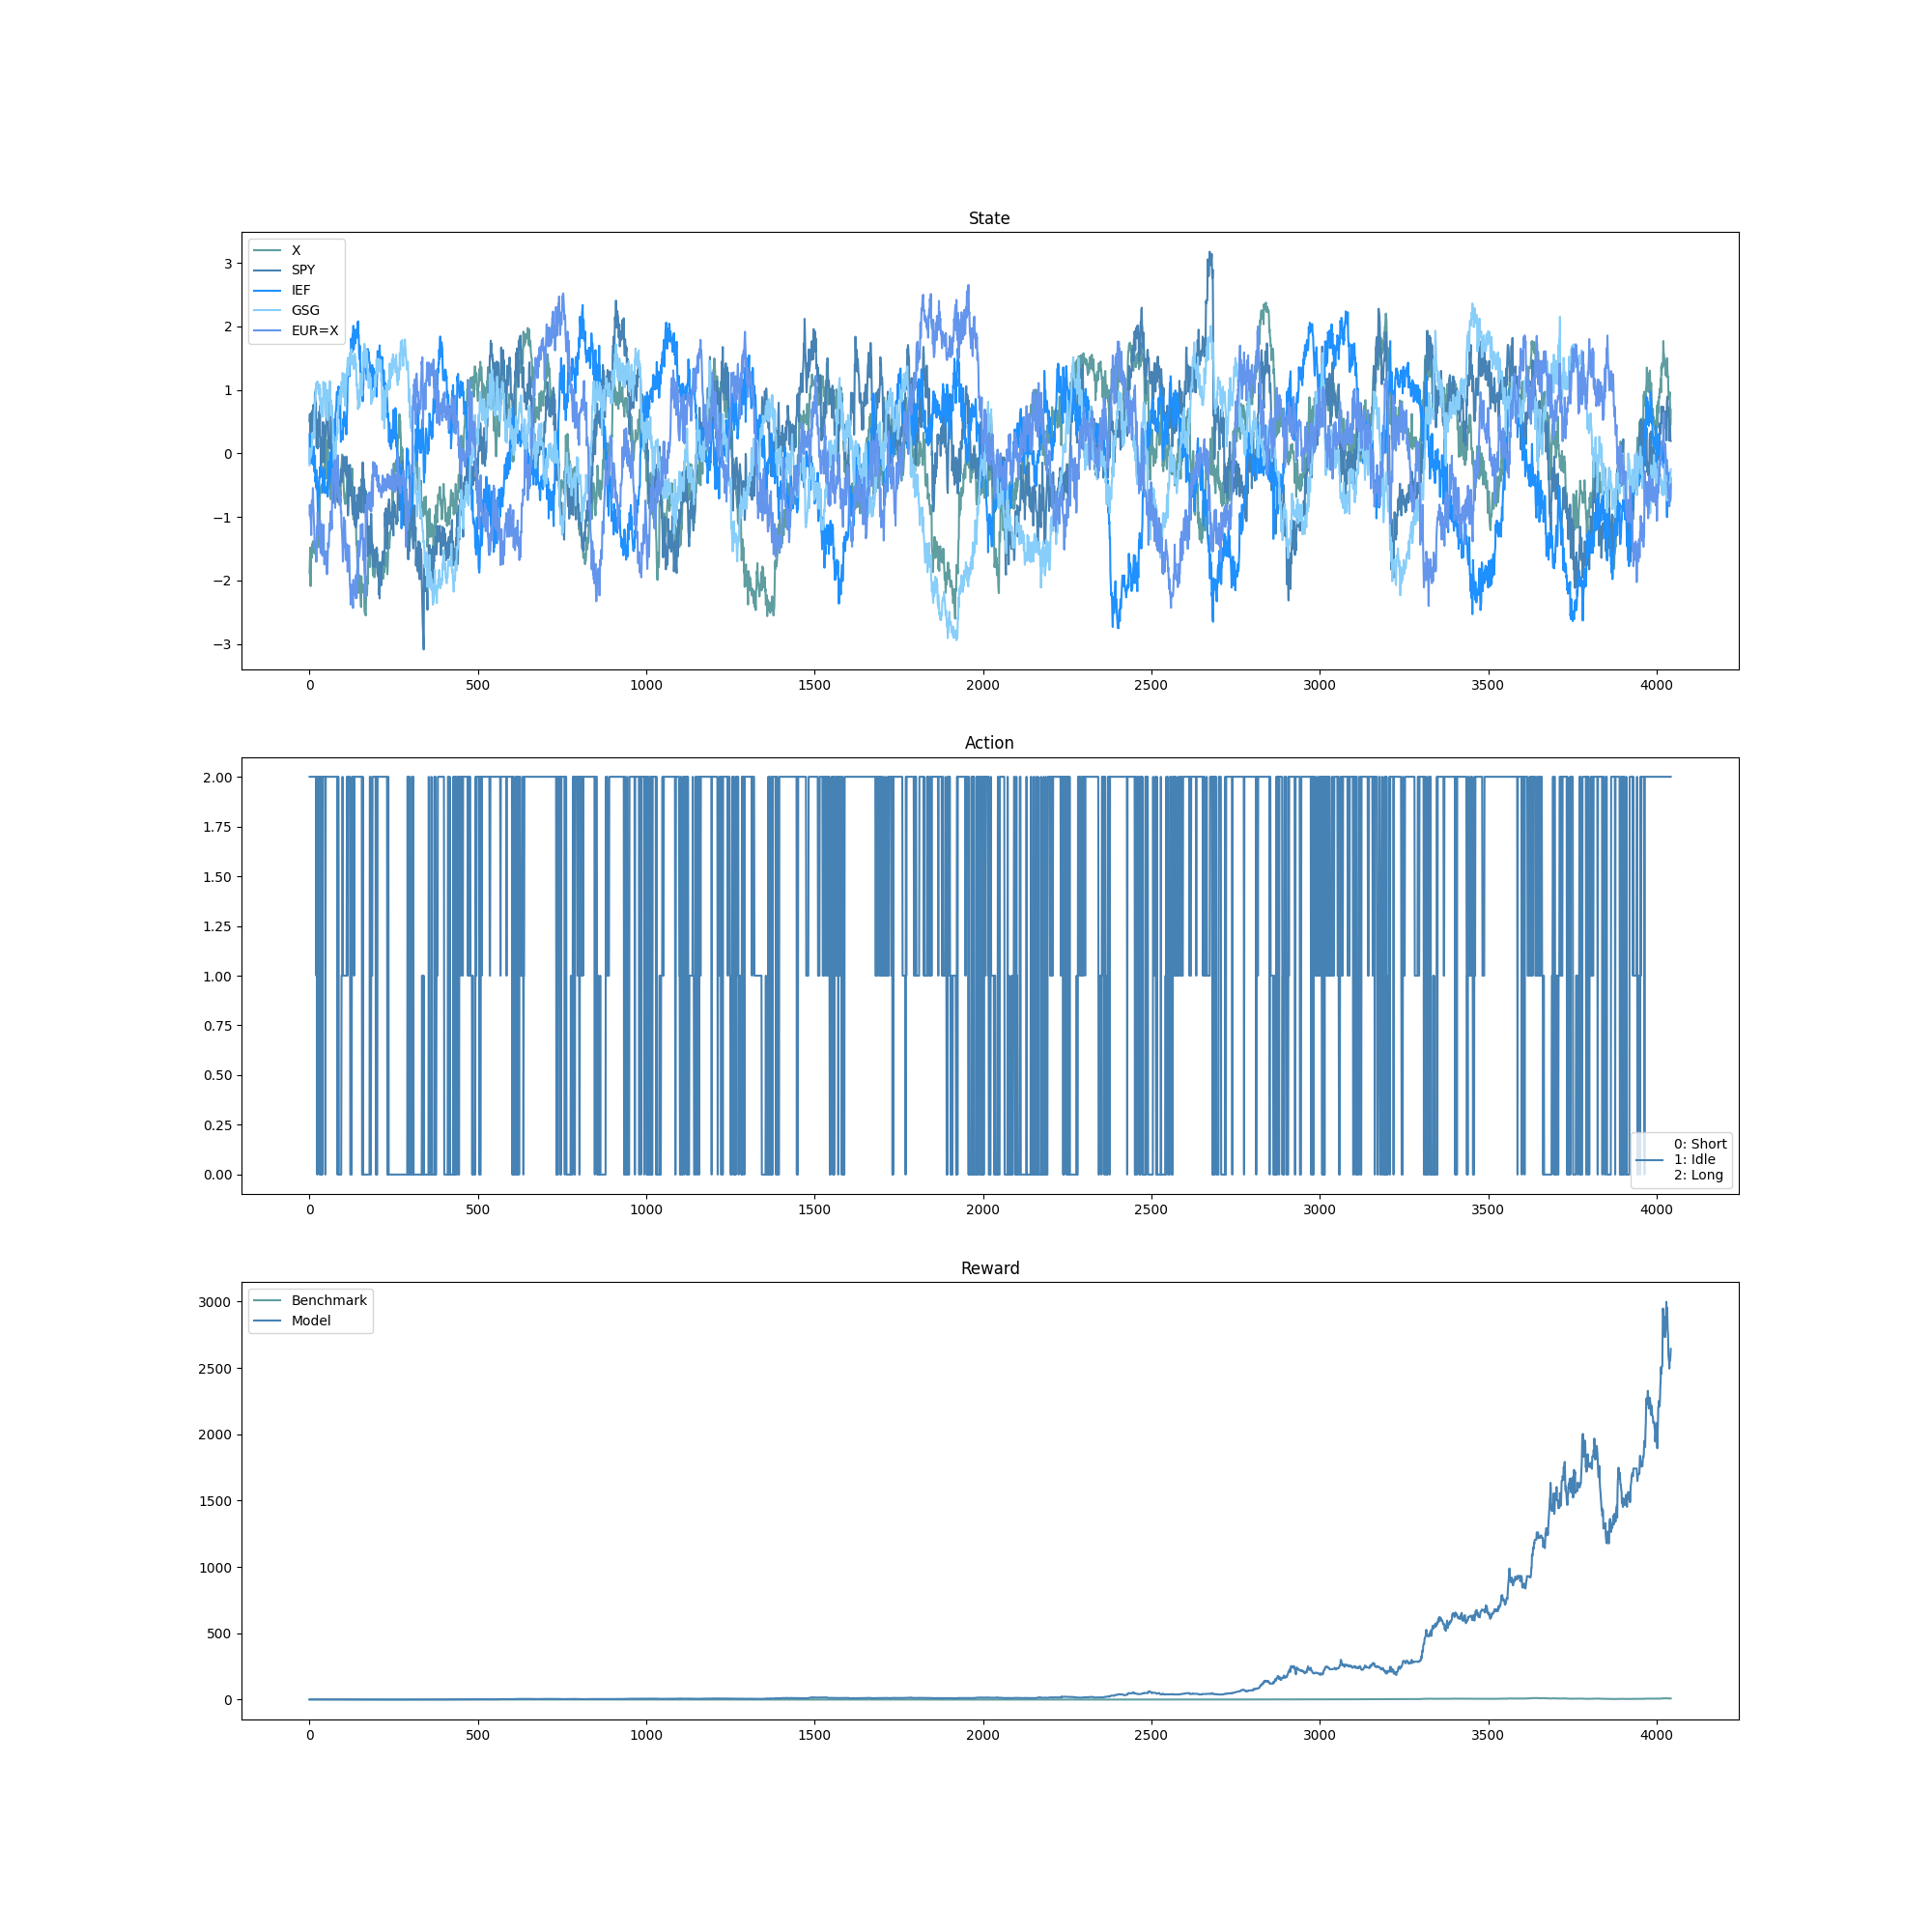 State
X
SPY
IEF
GSG
EUR=X
3
2
1
0
−1
−2
−3
0 500 1000 1500 2000 2500 3000 3500 4000
Action
2.00
1.75
1.50
1.25
1.00
0.75
0.50
0.25
0.00
0: Short
1: Idle
2: Long
0 500 1000 1500 2000 2500 3000 3500 4000
Reward
Benchmark
Model
3000
2500
2000
1500
1000
500
0
0 500 1000 1500 2000 2500 3000 3500 4000